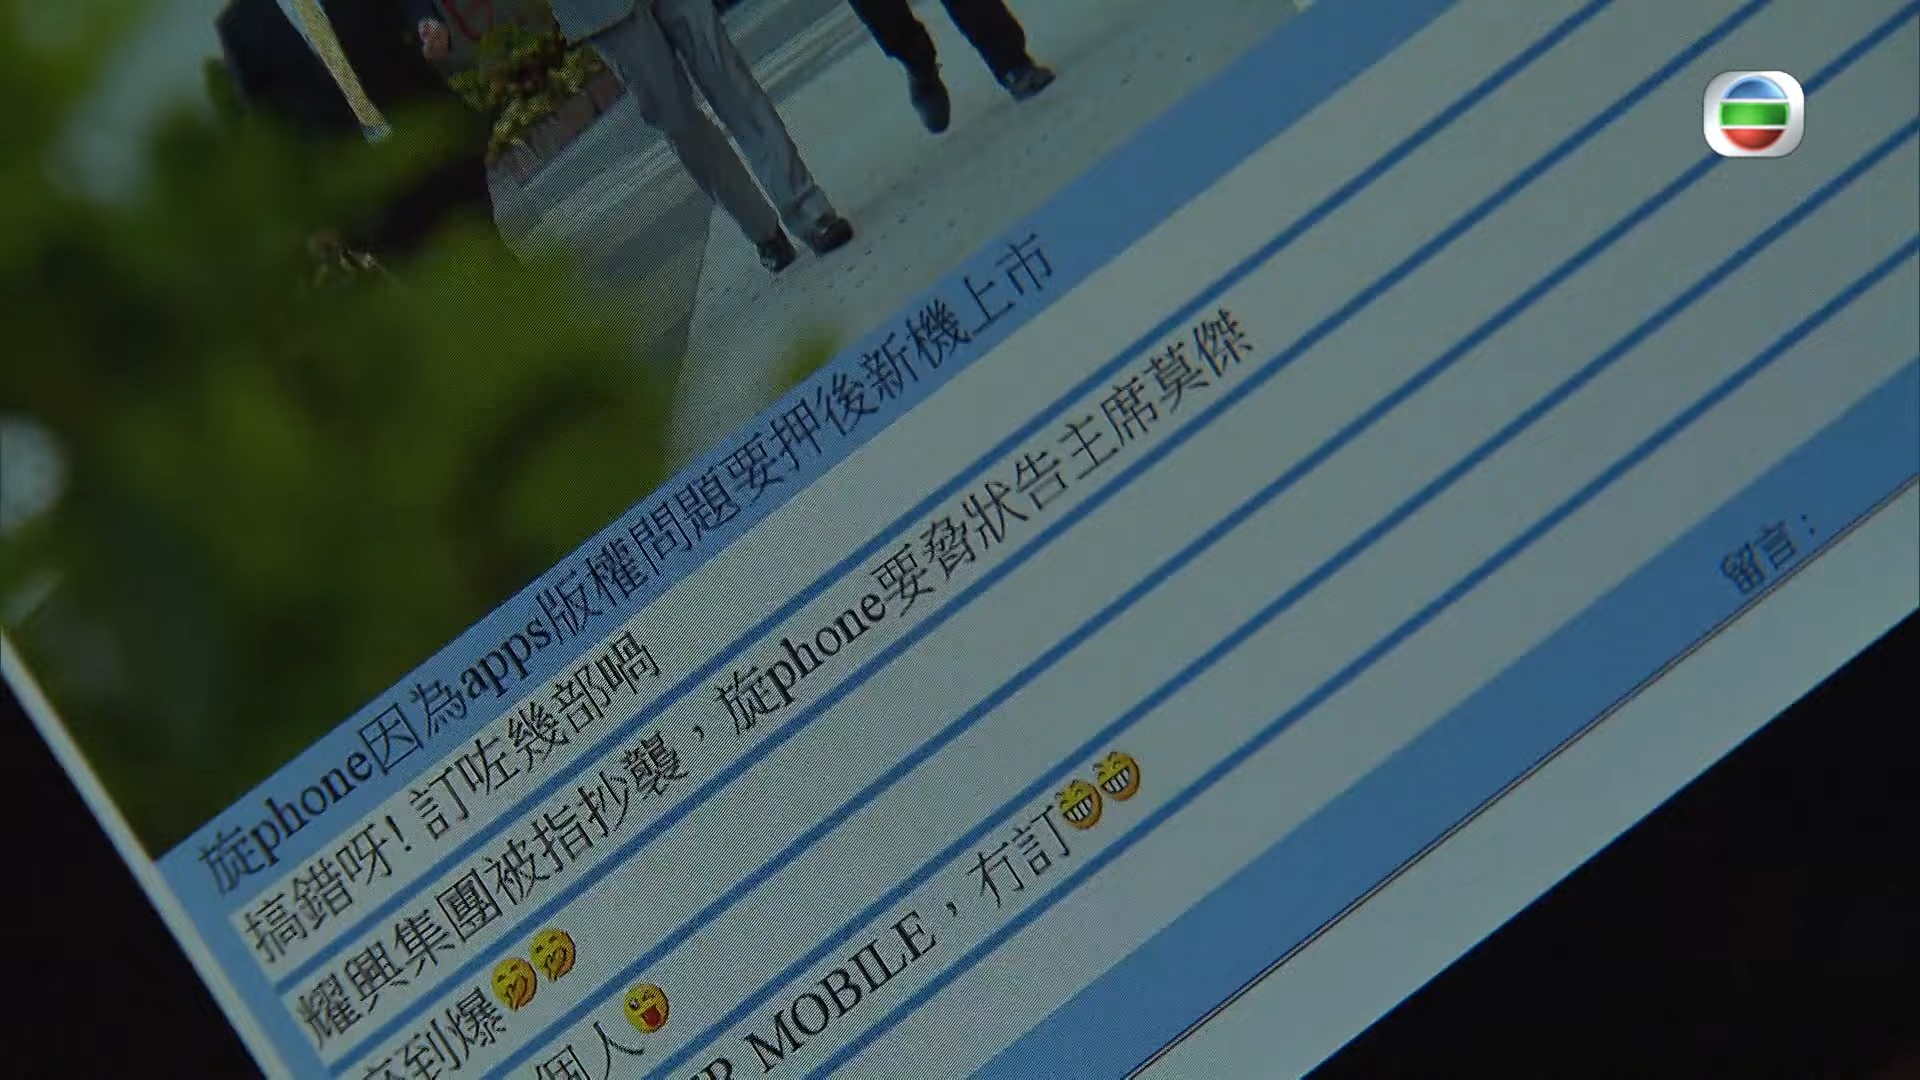 旋phone因為apps版權問題要押後新機上市
搞錯呀！訂咗幾部喎
耀興集團被指抄襲，旋phone要脅狀告主席莫傑
到爆🤭🤭
個人😜
MOBILE，冇訂😁😁
留言：